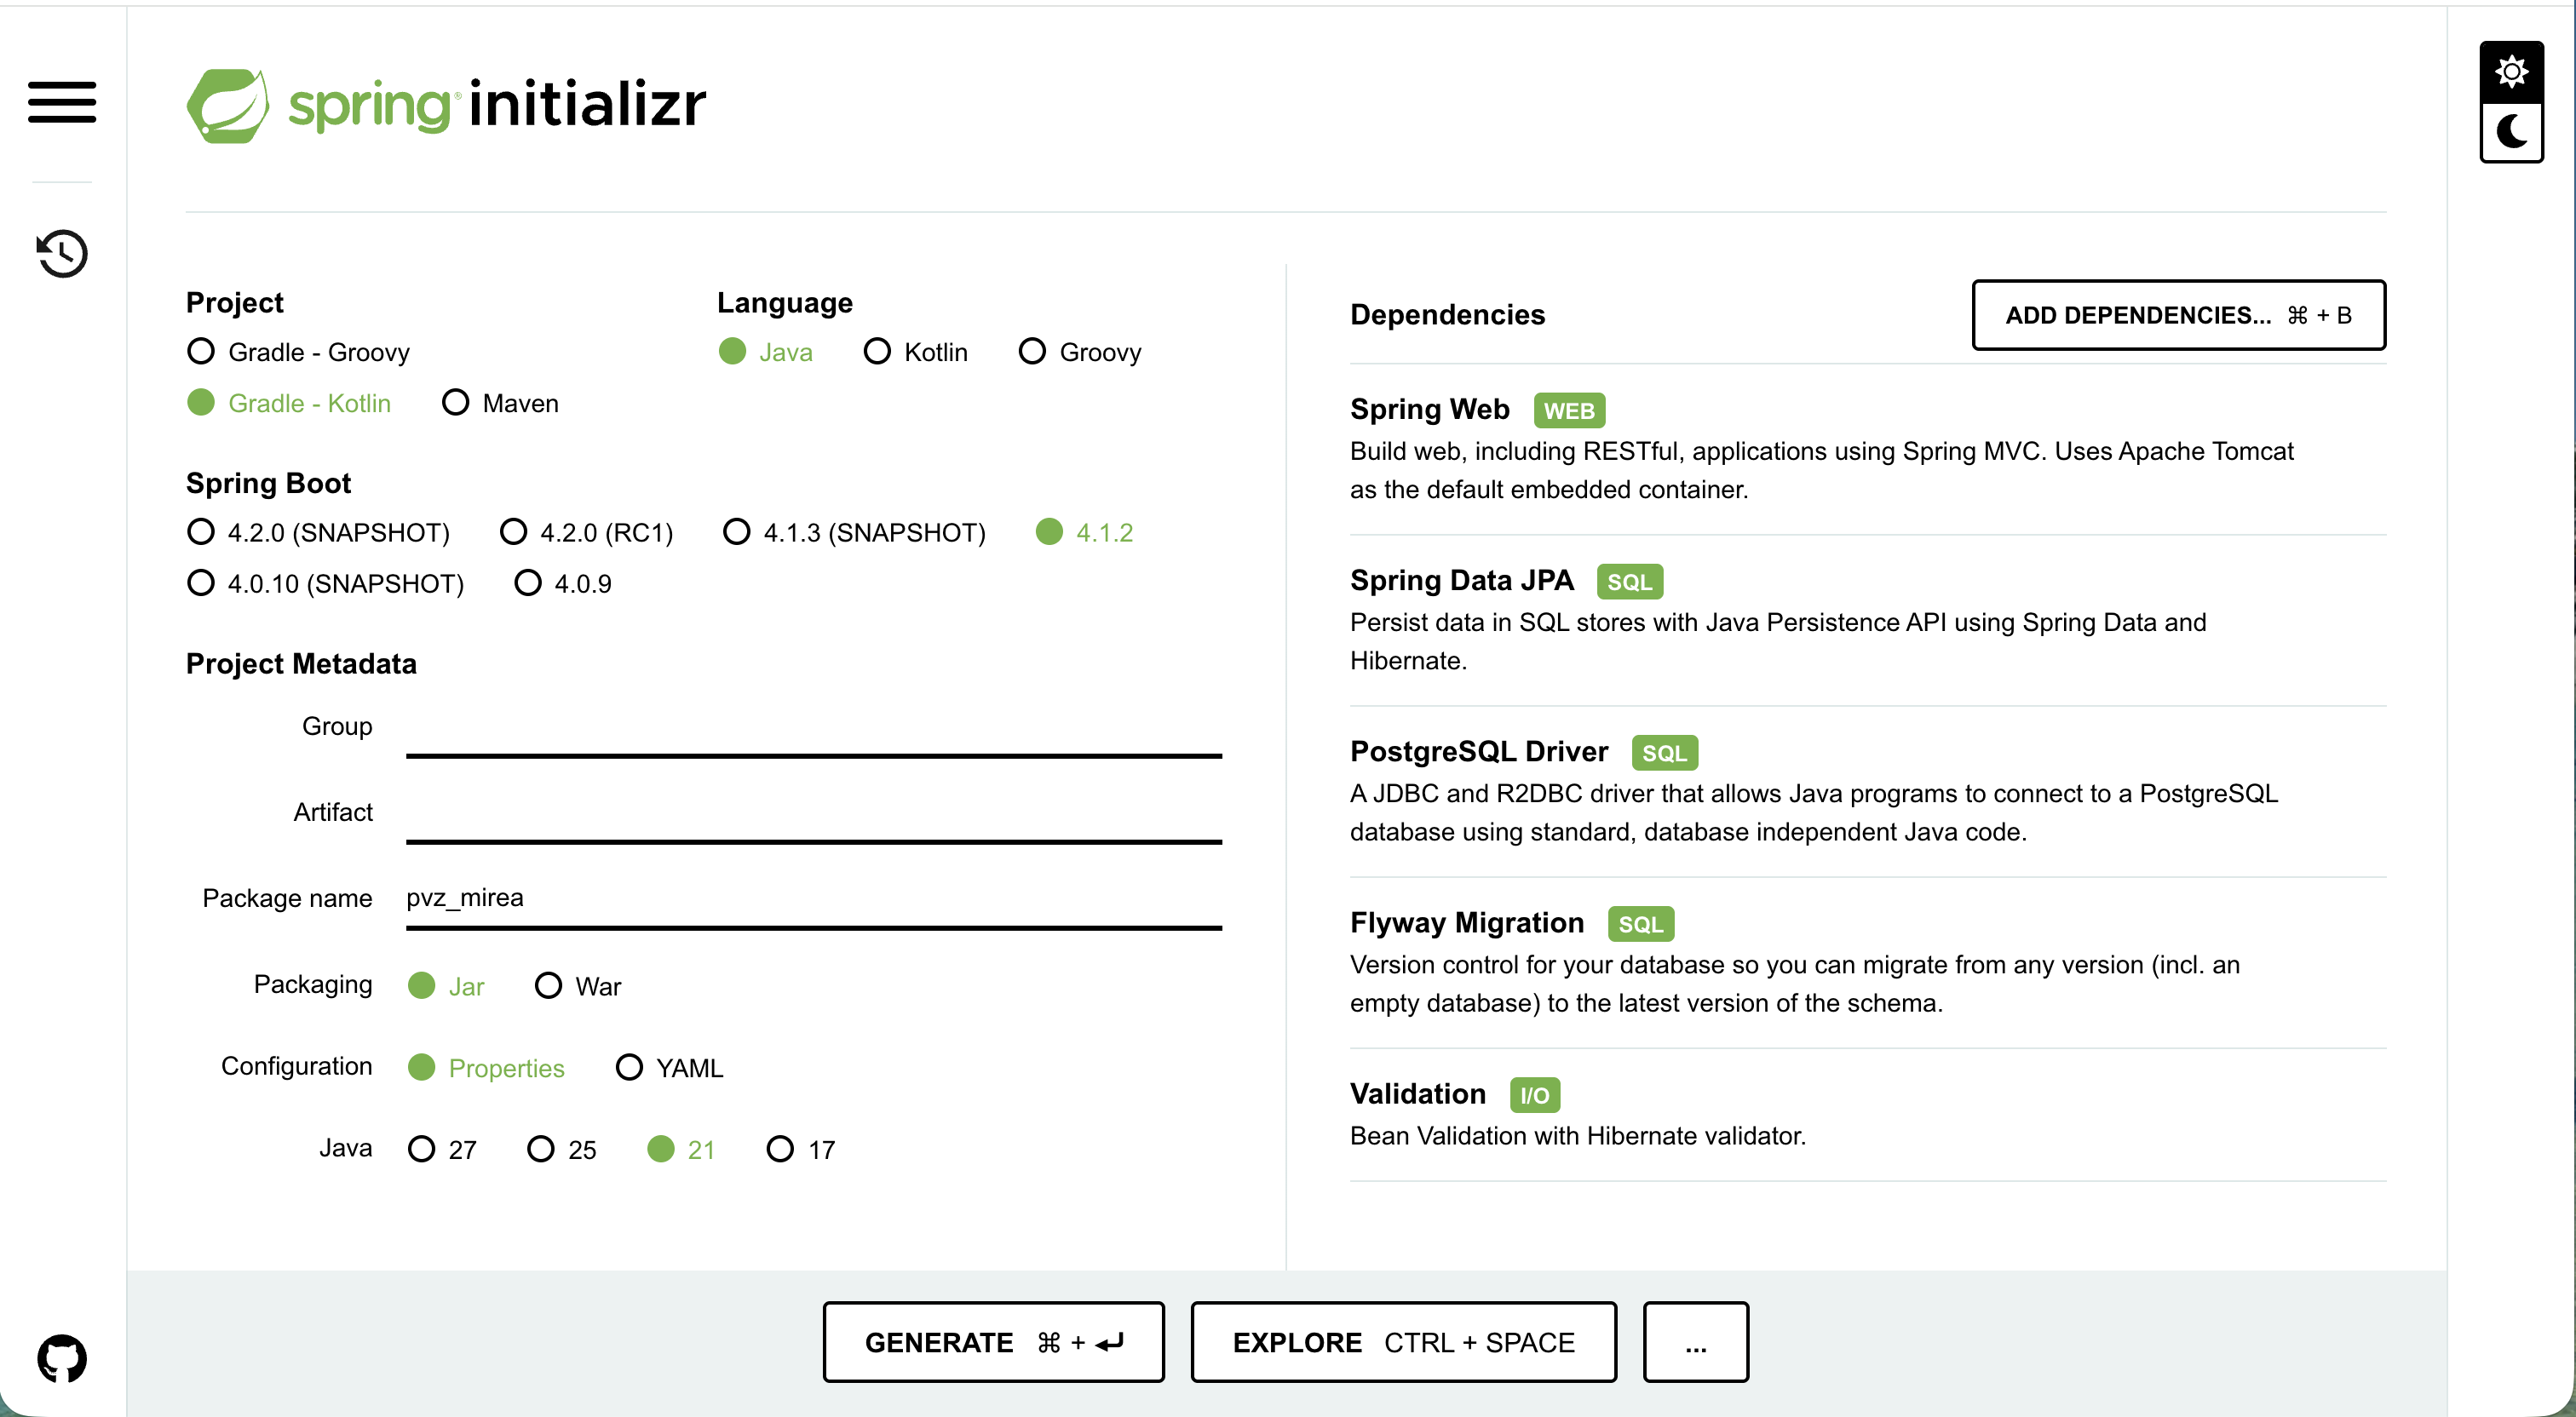 spring initializr
Project
Gradle - Groovy
Gradle - Kotlin Maven
Language
Java Kotlin Groovy
Spring Boot
4.2.0 (SNAPSHOT) 4.2.0 (RC1) 4.1.3 (SNAPSHOT) 4.1.2
4.0.10 (SNAPSHOT) 4.0.9
Project Metadata
Group
Artifact
Package name pvz_mirea
Packaging Jar War
Configuration Properties YAML
Java 27 25 21 17
Dependencies ADD DEPENDENCIES... ⌘ + B
Spring Web WEB
Build web, including RESTful, applications using Spring MVC. Uses Apache Tomcat
as the default embedded container.
Spring Data JPA SQL
Persist data in SQL stores with Java Persistence API using Spring Data and
Hibernate.
PostgreSQL Driver SQL
A JDBC and R2DBC driver that allows Java programs to connect to a PostgreSQL
database using standard, database independent Java code.
Flyway Migration SQL
Version control for your database so you can migrate from any version (incl. an
empty database) to the latest version of the schema.
Validation I/O
Bean Validation with Hibernate validator.
GENERATE ⌘ + ↵ EXPLORE CTRL + SPACE ...